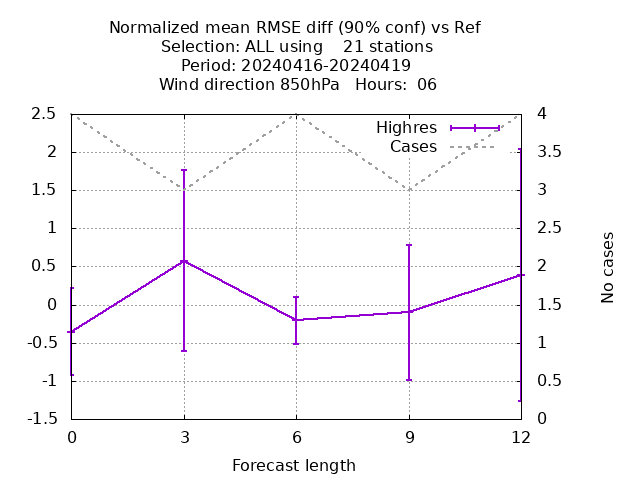 Normalized mean RMSE diff (90% conf) vs Ref
Selection: ALL using    21 stations
Period: 20240416-20240419
Wind direction 850hPa   Hours:  06
Highres
Cases
2.5
2
1.5
1
0.5
0
-0.5
-1
-1.5
4
3.5
3
2.5
2
1.5
1
0.5
0
No cases
0 3 6 9 12
Forecast length